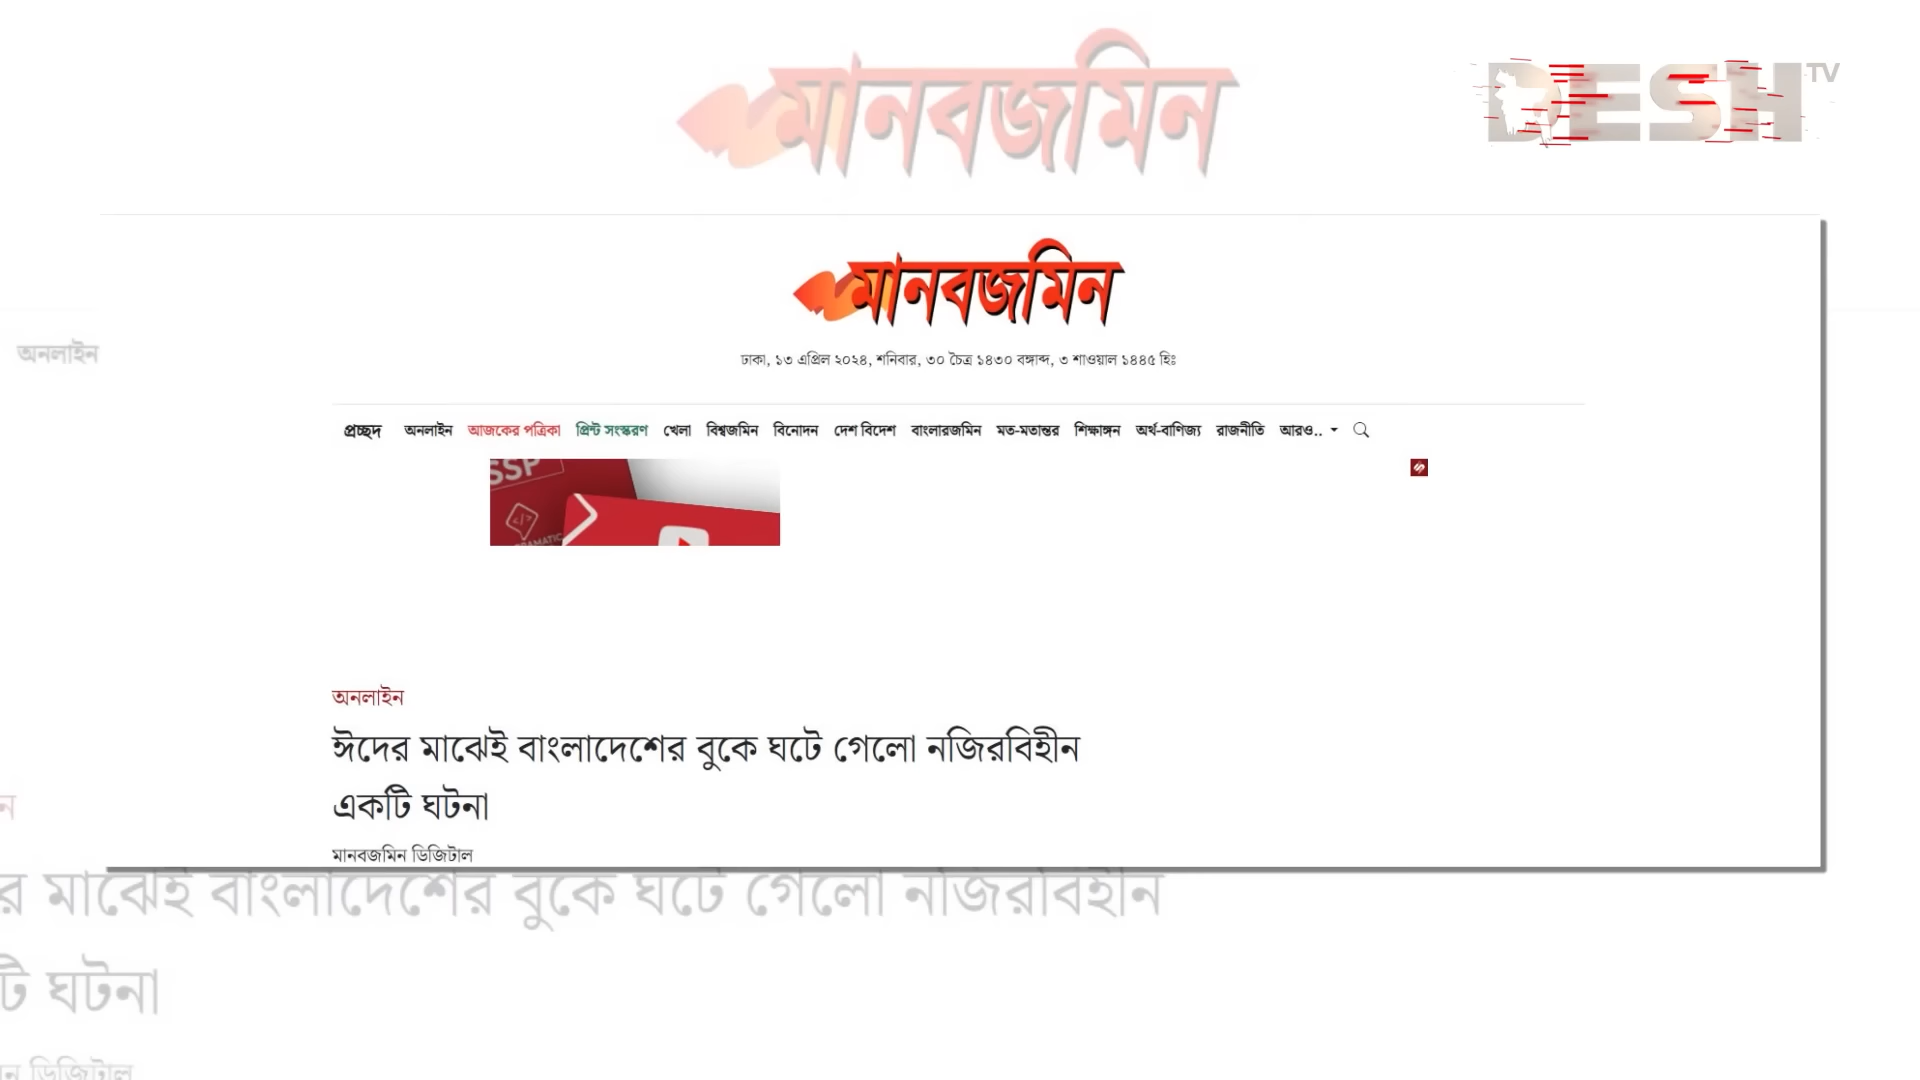 মানবজমিন
DESH TV
মানবজমিন
ঢাকা, ১৩ এপ্রিল ২০২৪, শনিবার, ৩০ চৈত্র ১৪৩০ বঙ্গাব্দ, ৩ শাওয়াল ১৪৪৫ হিঃ
অনলাইন
প্রচ্ছদ অনলাইন আজকের পত্রিকা প্রিন্ট সংস্করণ খেলা বিশ্বজমিন বিনোদন দেশ বিদেশ বাংলারজমিন মত-মতান্তর শিক্ষাঙ্গন অর্থ-বাণিজ্য রাজনীতি আরও..
SSP
অনলাইন
ঈদের মাঝেই বাংলাদেশের বুকে ঘটে গেলো নজিরবিহীন
একটি ঘটনা
মানবজমিন ডিজিটাল
র মাঝেই বাংলাদেশের বুকে ঘটে গেলো নজিরবিহীন
টি ঘটনা
ন ডিজিটাল